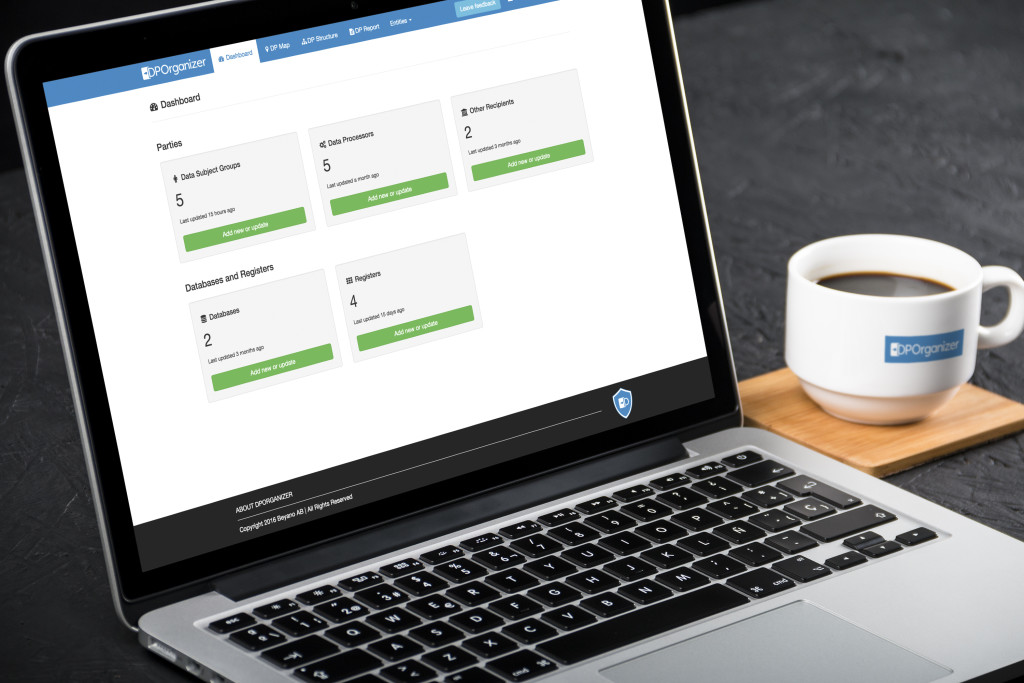 DPOrganizer
Dashboard
DP Map
DP Structure
DP Report
Entities
Leave feedback
Dashboard
Parties
Data Subject Groups
5
Last updated 15 hours ago
Add new or update
Data Processors
5
Last updated a month ago
Add new or update
Other Recipients
2
Last updated 3 months ago
Add new or update
Databases and Registers
Databases
2
Last updated 3 months ago
Add new or update
Registers
4
Last updated 15 days ago
Add new or update
D
ABOUT DPORGANIZER
Copyright 2016 Beyano AB | All Rights Reserved
DPOrganizer
Q W E R T Y U I O P
A S D F G H J K L Ñ
Z X C V B N M
cmd
cmd